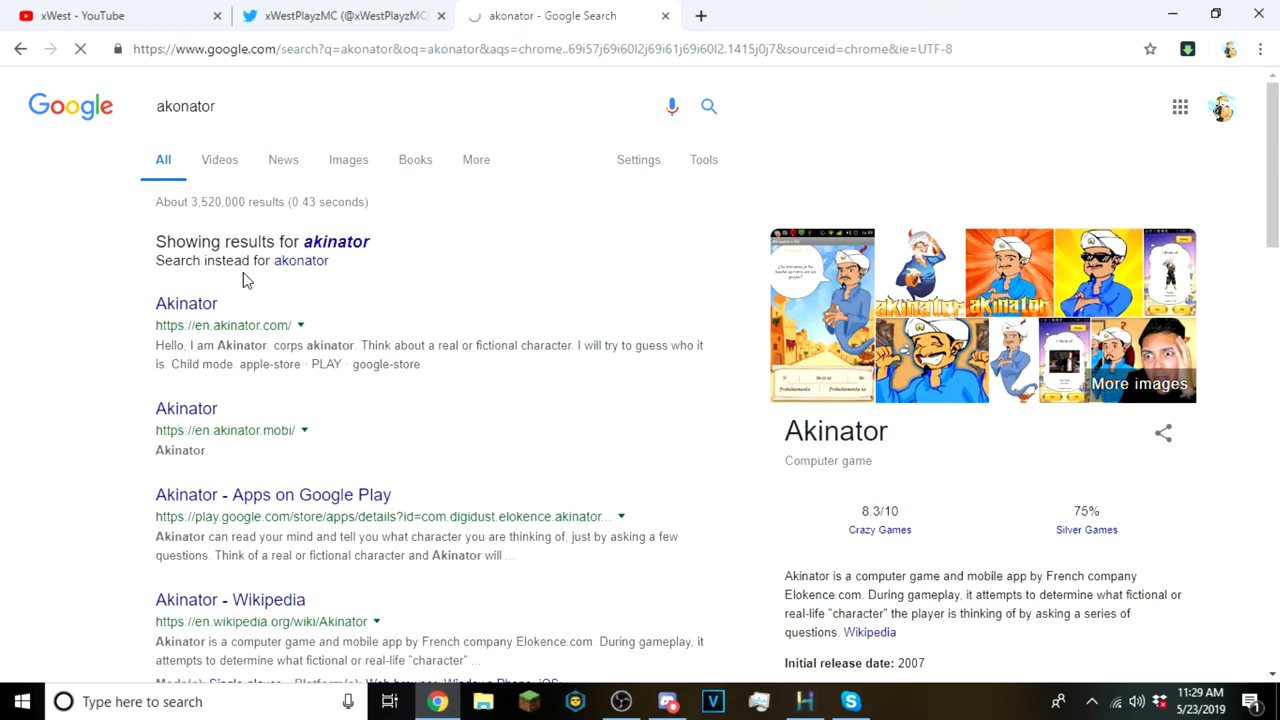 xWest - YouTube
xWestPlayzMC (@xWestPlayzMC)
akonator - Google Search
https://www.google.com/search?q=akonator&oq=akonator&aqs=chrome..69i57j69i60l2j69i61j69i60l2.1415j0j7&sourceid=chrome&ie=UTF-8
Google
akonator
All Videos News Images Books More Settings Tools
About 3,520,000 results (0.43 seconds)
Showing results for akinator
Search instead for akonator
Akinator
https://en.akinator.com/
Hello, I am Akinator. corps akinator. Think about a real or fictional character. I will try to guess who it
is. Child mode. apple-store · PLAY · google-store.
Akinator
https://en.akinator.mobi/
Akinator.
Akinator - Apps on Google Play
https://play.google.com/store/apps/details?id=com.digidust.elokence.akinator...
Akinator can read your mind and tell you what character you are thinking of, just by asking a few
questions. Think of a real or fictional character and Akinator will ...
Akinator - Wikipedia
https://en.wikipedia.org/wiki/Akinator
Akinator is a computer game and mobile app by French company Elokence.com. During gameplay, it
attempts to determine what fictional or real-life "character" ...
Mode(s): Single-player Platform(s): Web browser; Windows Phone; iOS;
akinator
akinator
More images
Akinator
Computer game
8.3/10
Crazy Games
75%
Silver Games
Akinator is a computer game and mobile app by French company
Elokence.com. During gameplay, it attempts to determine what fictional or
real-life "character" the player is thinking of by asking a series of
questions. Wikipedia
Initial release date: 2007
Type here to search
11:29 AM
5/23/2019